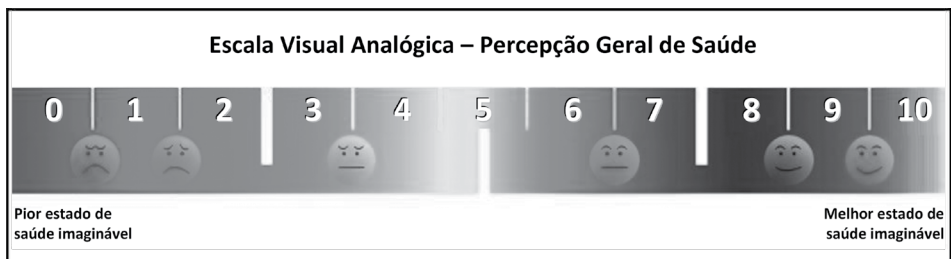 Escala Visual Analógica – Percepção Geral de Saúde
0 1 2 3 4 5 6 7 8 9 10
Pior estado de
saúde imaginável
Melhor estado de
saúde imaginável